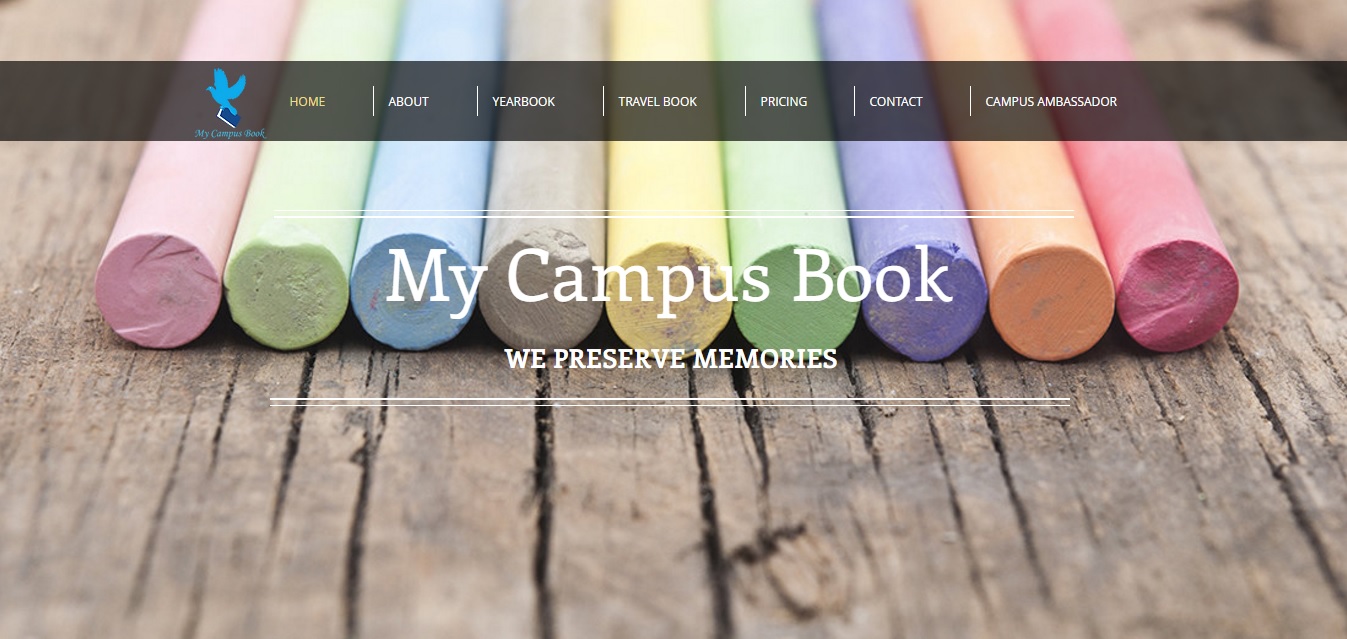 My Campus Book
HOME
ABOUT
YEARBOOK
TRAVEL BOOK
PRICING
CONTACT
CAMPUS AMBASSADOR
My Campus Book
WE PRESERVE MEMORIES